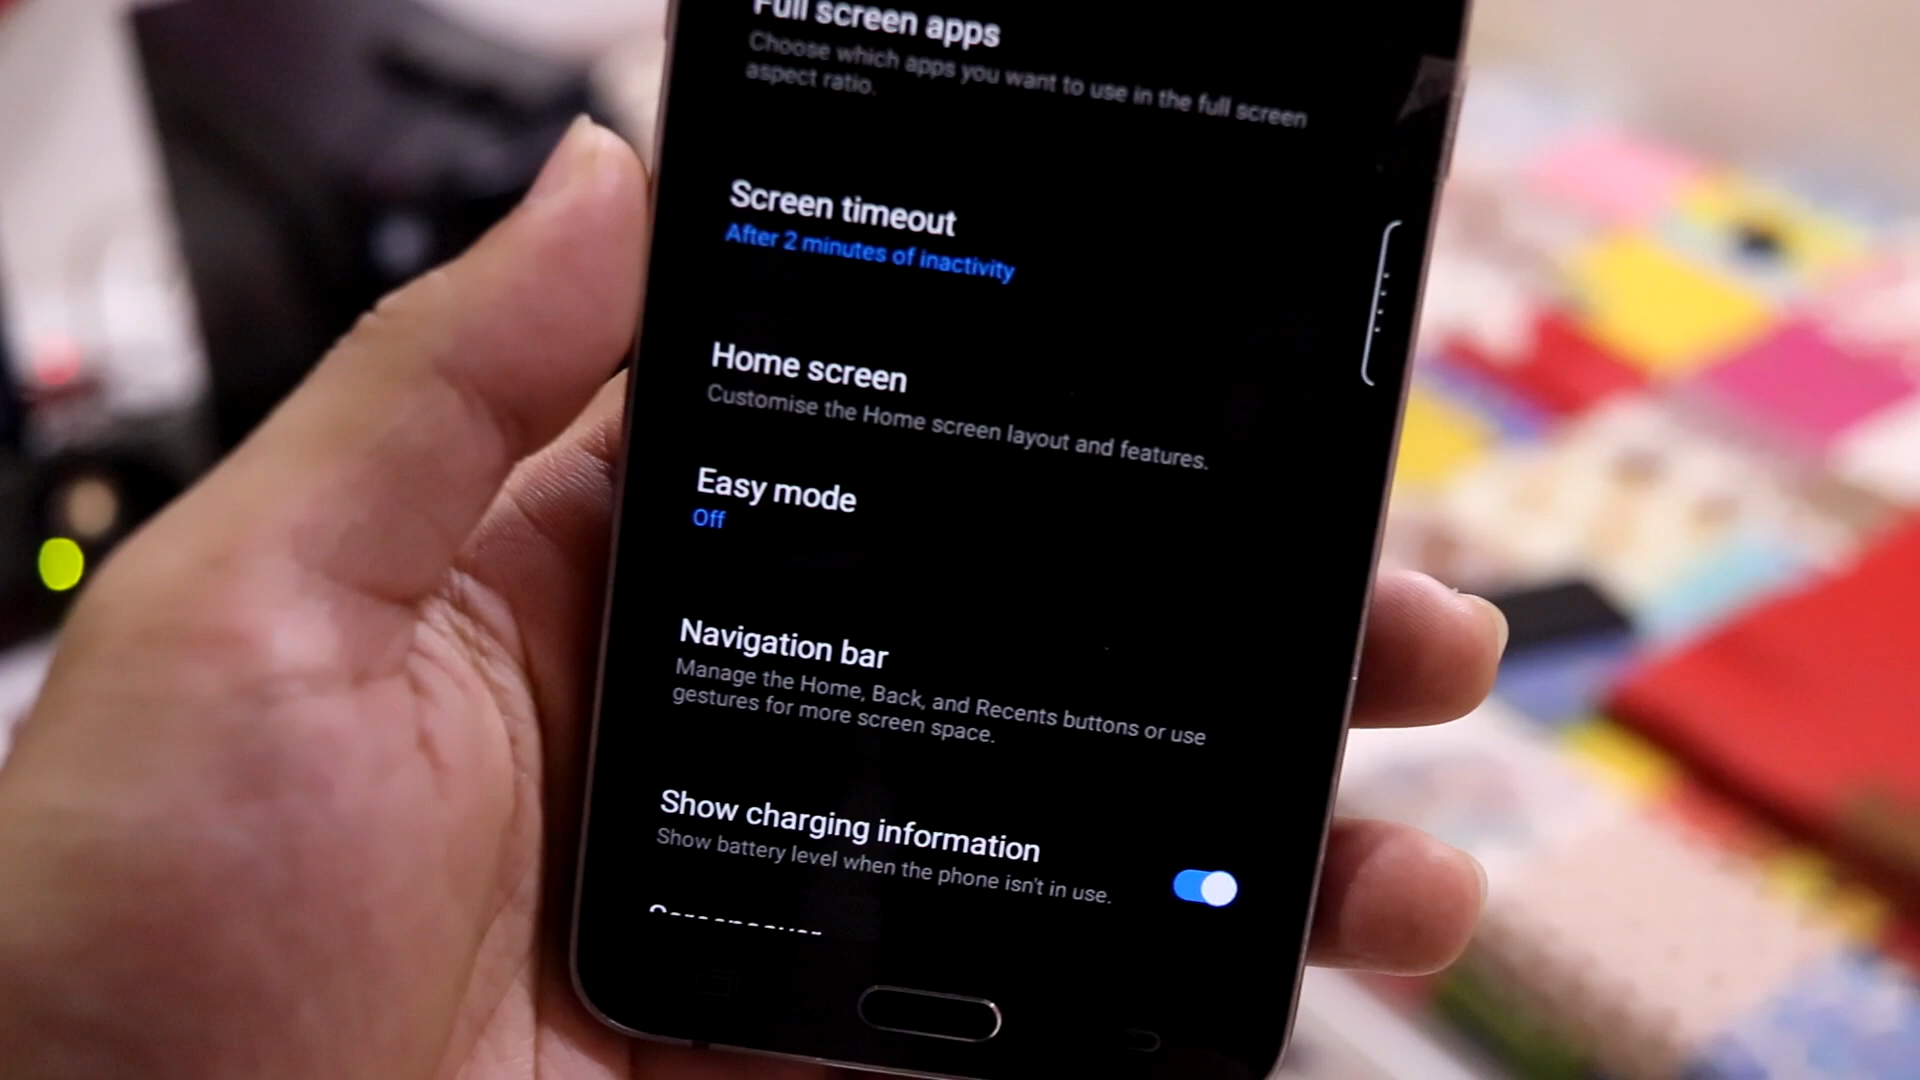 Full screen apps
Choose which apps you want to use in the full screen
aspect ratio.
Screen timeout
After 2 minutes of inactivity
Home screen
Customise the Home screen layout and features.
Easy mode
Off
Navigation bar
Manage the Home, Back, and Recents buttons or use
gestures for more screen space.
Show charging information
Show battery level when the phone isn't in use.